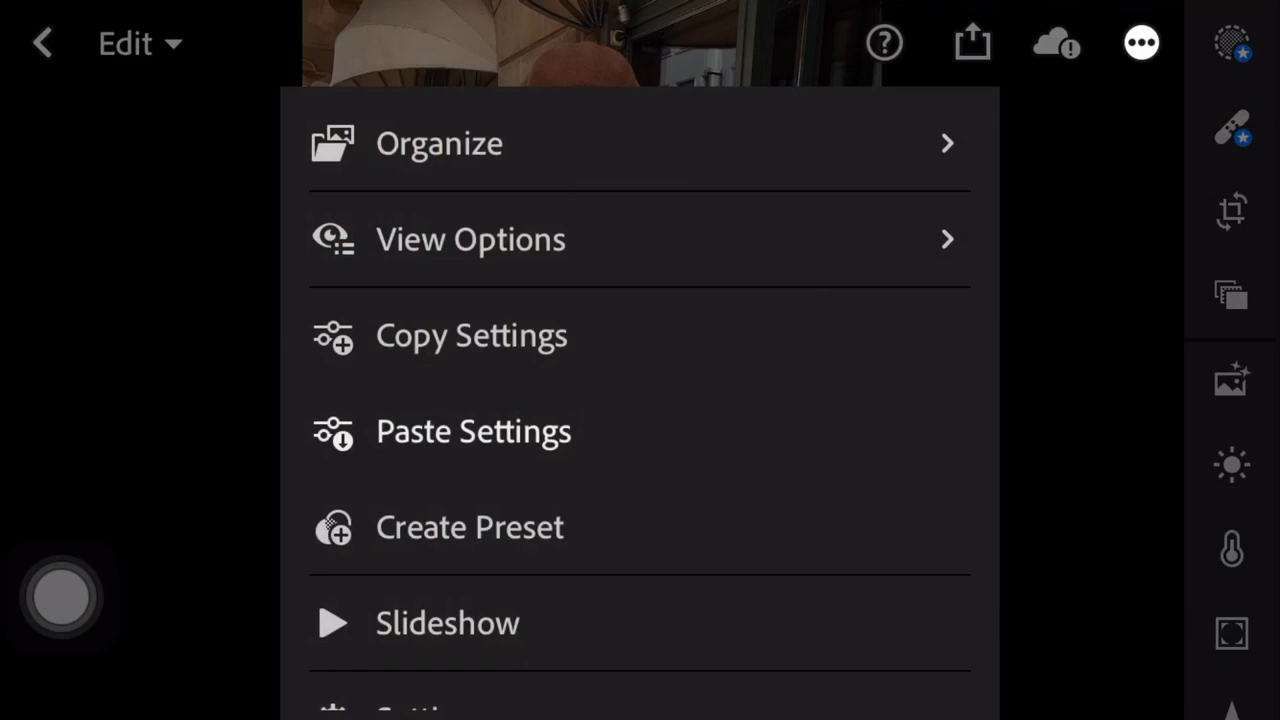 Edit
Organize
View Options
Copy Settings
Paste Settings
Create Preset
Slideshow